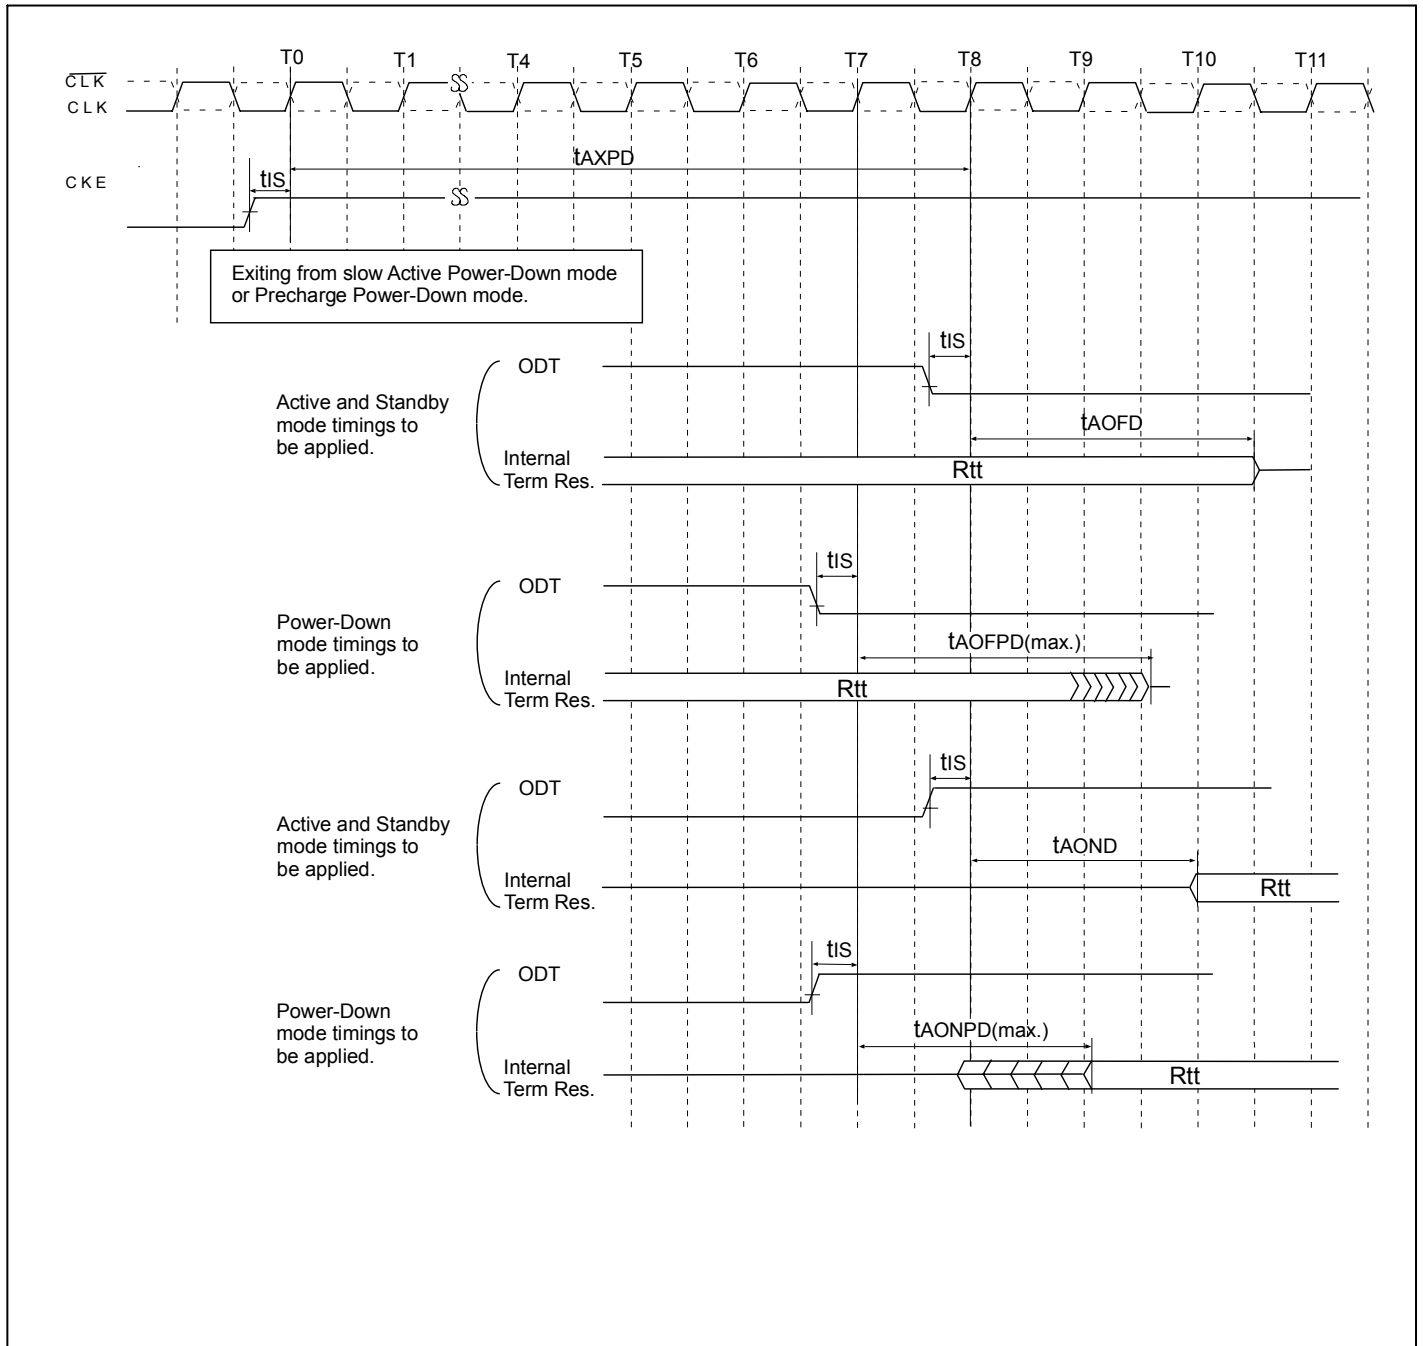 T0 T1 T4 T5 T6 T7 T8 T9 T10 T11
CLK
CLK
tAXPD
CKE
tIS
Exiting from slow Active Power-Down mode
or Precharge Power-Down mode.
tIS
ODT
Active and Standby
mode timings to
be applied.
tAOFD
Internal
Term Res.
Rtt
tIS
ODT
Power-Down
mode timings to
be applied.
tAOFPD(max.)
Internal
Term Res.
Rtt
tIS
ODT
Active and Standby
mode timings to
be applied.
tAOND
Internal
Term Res.
Rtt
tIS
ODT
Power-Down
mode timings to
be applied.
tAONPD(max.)
Internal
Term Res.
Rtt